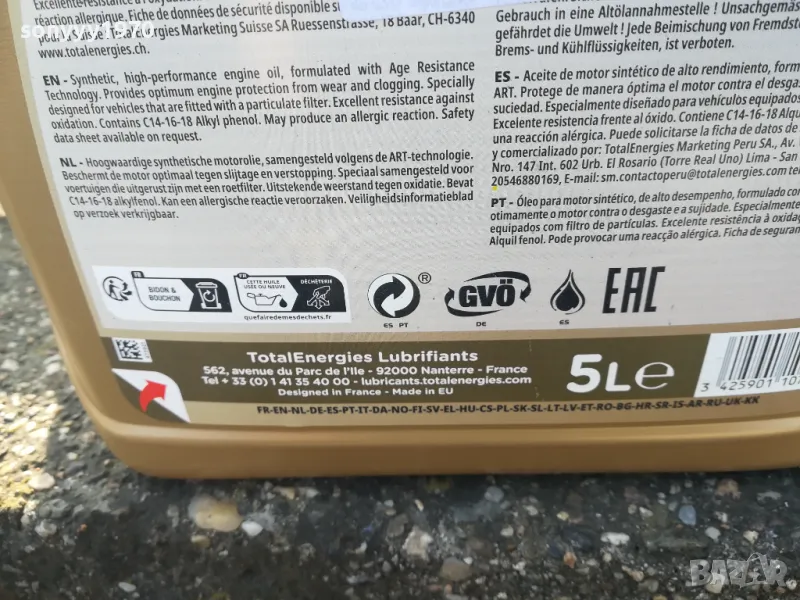 sonyyy1970
réaction allergique. Fiche de données de sécurité disponible s
TotalEnergies Marketing Suisse SA Ruessenstrasse, 18 Baar, CH-6340
www.totalenergies.ch.
EN - Synthetic, high-performance engine oil, formulated with Age Resistance
Technology. Provides optimum engine protection from wear and clogging. Specially
designed for vehicles that are fitted with a particulate filter. Excellent resistance against
oxidation. Contains C14-16-18 Alkyl phenol. May produce an allergic reaction. Safety
data sheet available on request.
NL - Hoogwaardige synthetische motorolie, samengesteld volgens de ART-technologie.
Beschermt de motor optimaal tegen slijtage en verstopping. Speciaal samengesteld voor
voertuigen die uitgerust zijn met een roetfilter. Uitstekende weerstand tegen oxidatie. Bevat
C14-16-18 alkylfenol. Kan een allergische reactie veroorzaken. Veiligheidsinformatieblad
op verzoek verkrijgbaar.
Gebrauch in eine Altölannahmestelle! Unsachgemäss
gefährdet die Umwelt! Jede Beimischung von Fremdsto
Brems- und Kühlflüssigkeiten, ist verboten.
ES - Aceite de motor sintético de alto rendimiento, form
ART. Protege de manera óptima el motor contra el desga
suciedad. Especialmente diseñado para vehículos equipados
Excelente resistencia frente al óxido. Contiene C14-16-18 Alqu
una reacción alérgica. Puede solicitarse la ficha de datos de
y comercializado por: TotalEnergies Marketing Peru SA., Av.
Nro. 147 Int. 602 Urb. El Rosario (Torre Real Uno) Lima - San
20546880169, E-mail: sm.contactoperu@totalenergies.com te
PT - Óleo para motor sintético, de alto desempenho, formulado co
otimamente o motor contra o desgaste e a sujidade. Especialmente
equipados com filtro de partículas. Excelente resistência à oxidaç
Alquil fenol. Pode provocar uma reacção alérgica. Ficha de seguran
FR
BIDON &
BOUCHON
FR
CETTE HUILE
USÉE OU NEUVE
DÉCHÈTERIE
quefairedemesdechets.fr
®
ES PT
GVÖ
DE
ES
EAC
TotalEnergies Lubrifiants
562, avenue du Parc de l'Ile - 92000 Nanterre - France
Tel + 33 (0) 1 41 35 40 00 - lubricants.totalenergies.com
Designed in France - Made in EU
5L℮
3 425901 10
FR-EN-NL-DE-ES-PT-IT-DA-NO-FI-SV-EL-HU-CS-PL-SK-SL-LT-LV-ET-RO-BG-HR-SR-IS-AR-RU-UK-KK
BAZAR